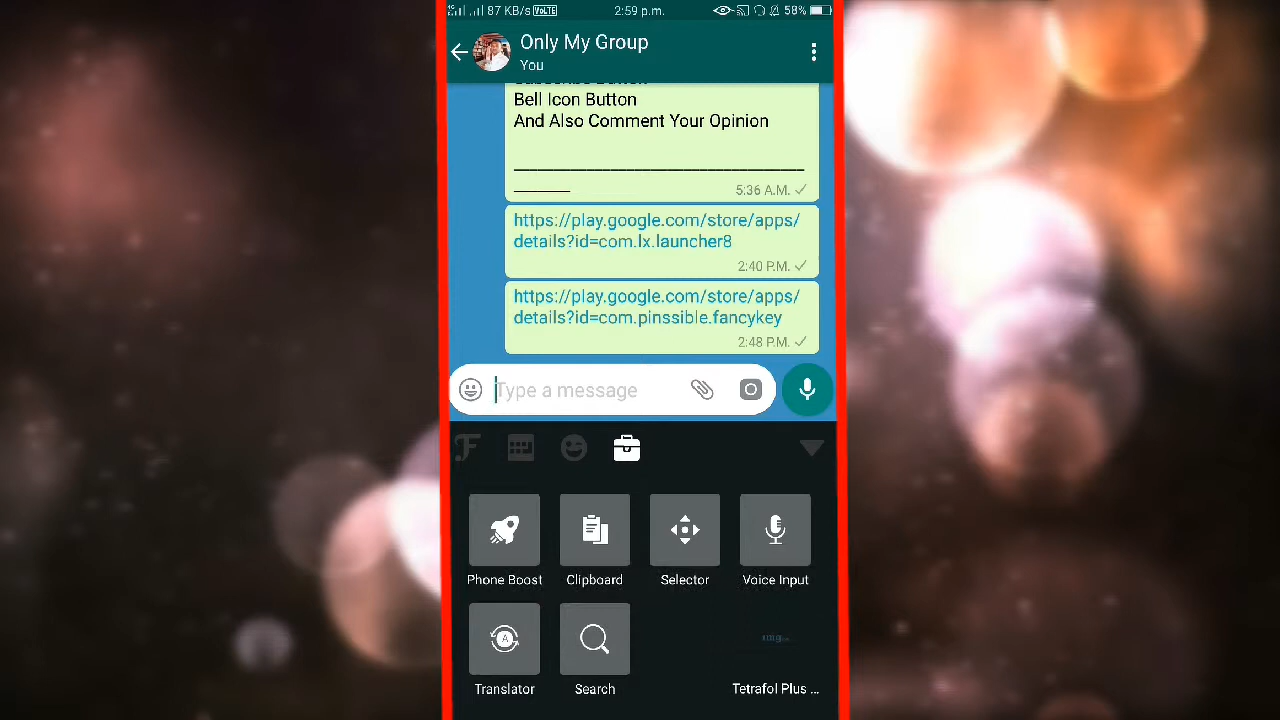 87 KB/s VoLTE 2:59 p.m. 58%
Only My Group
You
Bell Icon Button
And Also Comment Your Opinion
5:36 A.M.
https://play.google.com/store/apps/
details?id=com.lx.launcher8
2:40 P.M.
https://play.google.com/store/apps/
details?id=com.pinssible.fancykey
2:48 P.M.
Type a message
Phone Boost Clipboard Selector Voice Input
Translator Search Tetrafol Plus ...